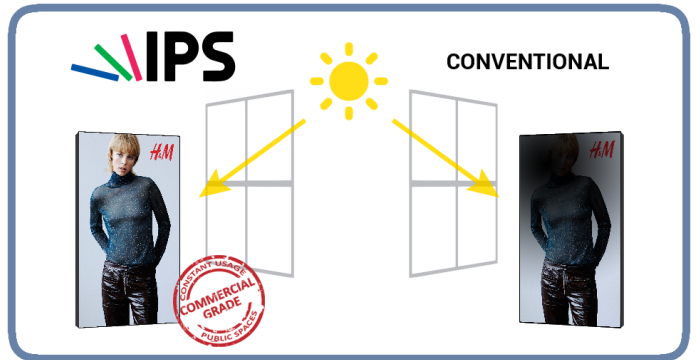 IPS
CONVENTIONAL
H&M
H&M
CONSTANT USAGE
COMMERCIAL
GRADE
PUBLIC SPACES